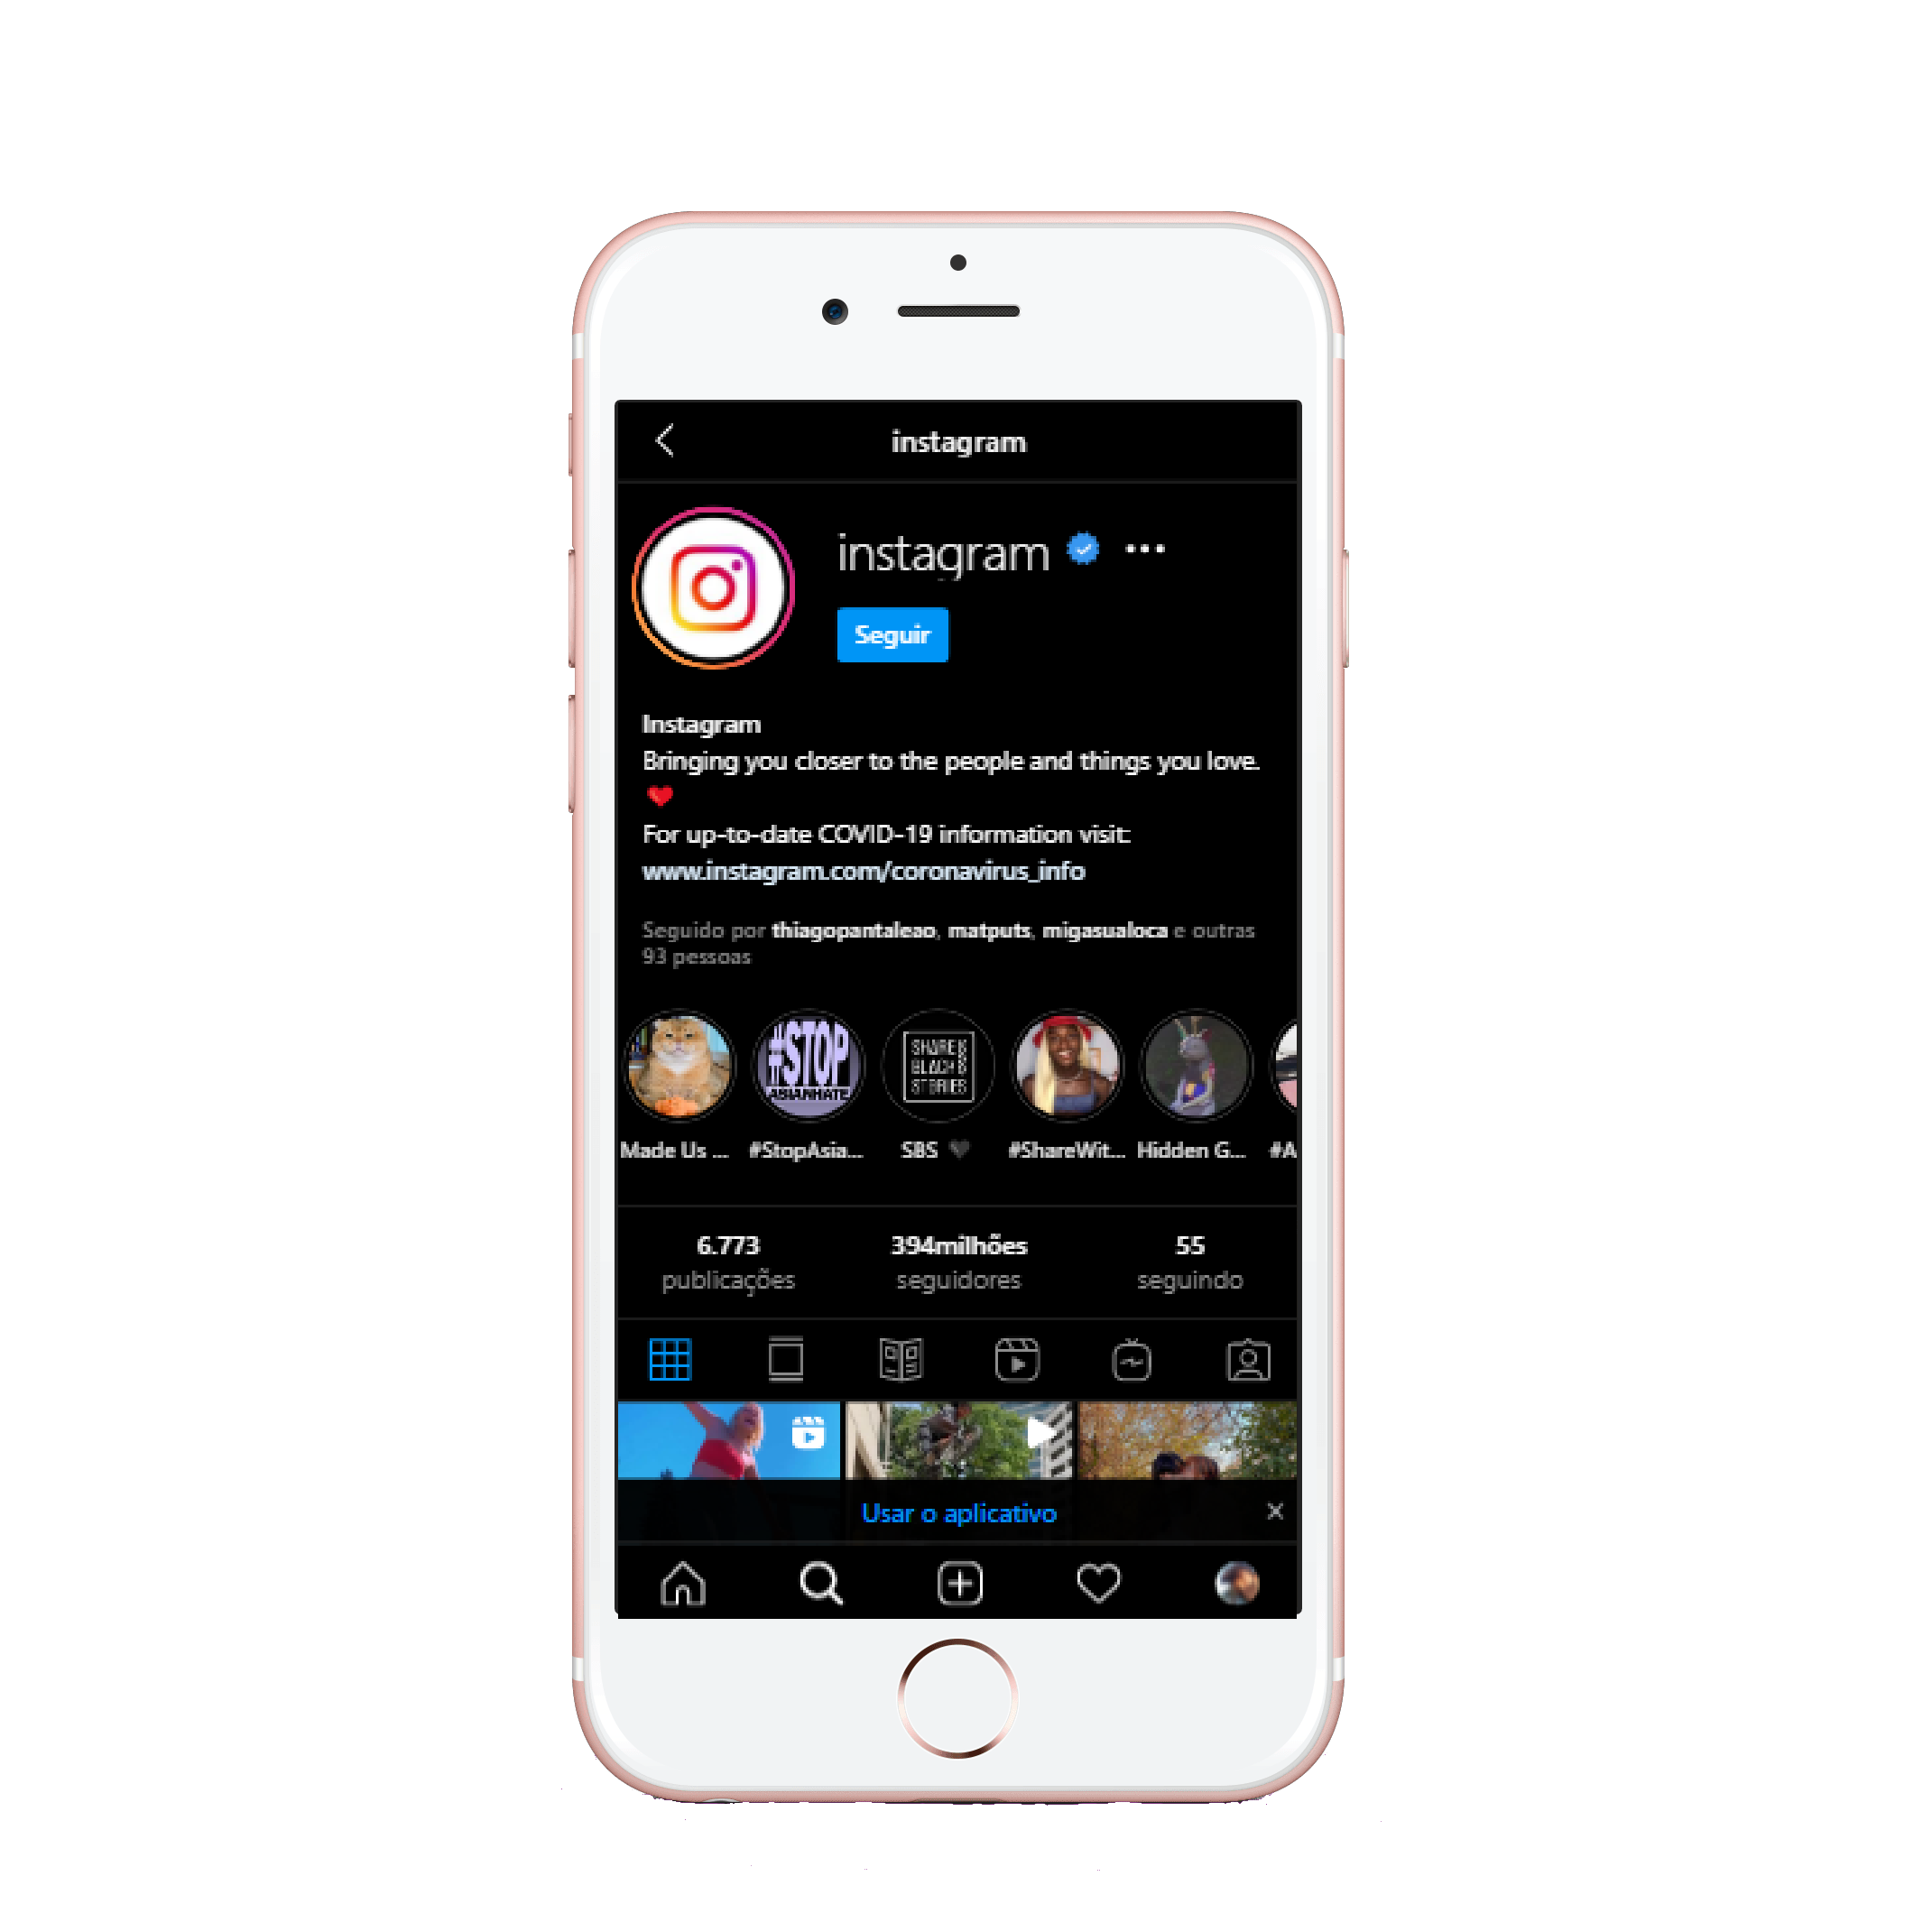 instagram
instagram
Seguir
Instagram
Bringing you closer to the people and things you love.
❤️
For up-to-date COVID-19 information visit:
www.instagram.com/coronavirus_info
Seguido por thiagopantaleao, matputs, migasualoca e outras
93 pessoas
#STOP
ASIANHATE
SHARE
BLACK
STORIES
Made Us ...
#StopAsia...
SBS 🖤
#ShareWit...
Hidden G...
#A
6.773
publicações
394milhões
seguidores
55
seguindo
Usar o aplicativo